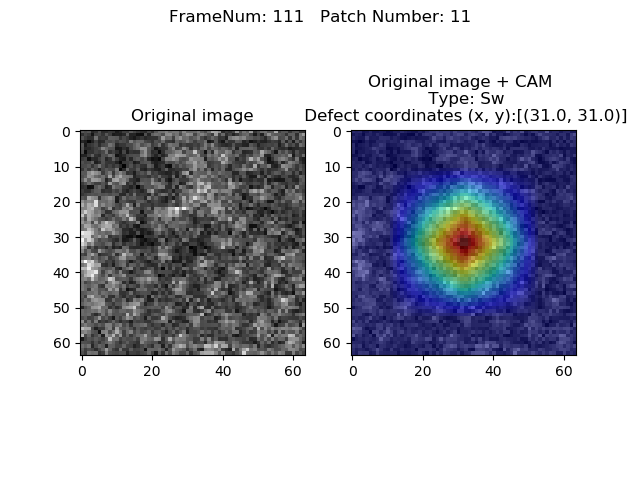 FrameNum: 111   Patch Number: 11
Original image
Original image + CAM
Type: Sw
Defect coordinates (x, y):[(31.0, 31.0)]
0
10
20
30
40
50
60
0 20 40 60
0
10
20
30
40
50
60
0 20 40 60